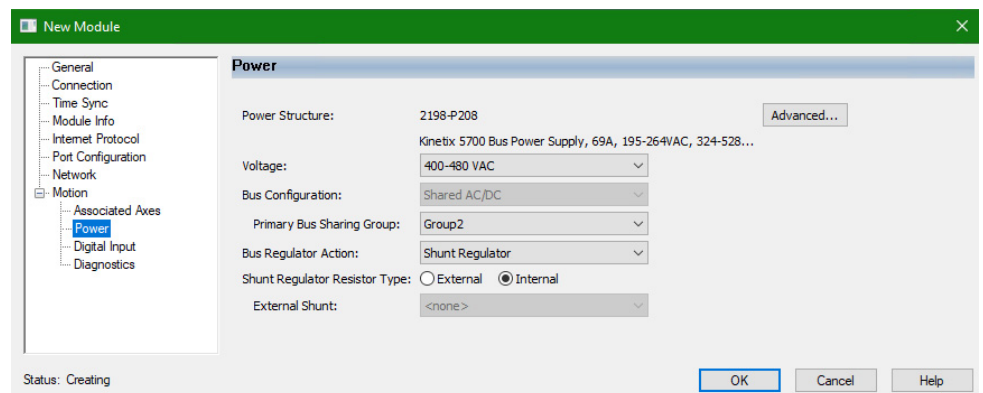 New Module
General
Connection
Time Sync
Module Info
Internet Protocol
Port Configuration
Network
Motion
Associated Axes
Power
Digital Input
Diagnostics
Power
Power Structure: 2198-P208 Advanced...
Kinetix 5700 Bus Power Supply, 69A, 195-264VAC, 324-528...
Voltage: 400-480 VAC
Bus Configuration: Shared AC/DC
Primary Bus Sharing Group: Group2
Bus Regulator Action: Shunt Regulator
Shunt Regulator Resistor Type: External Internal
External Shunt: <none>
Status: Creating OK Cancel Help